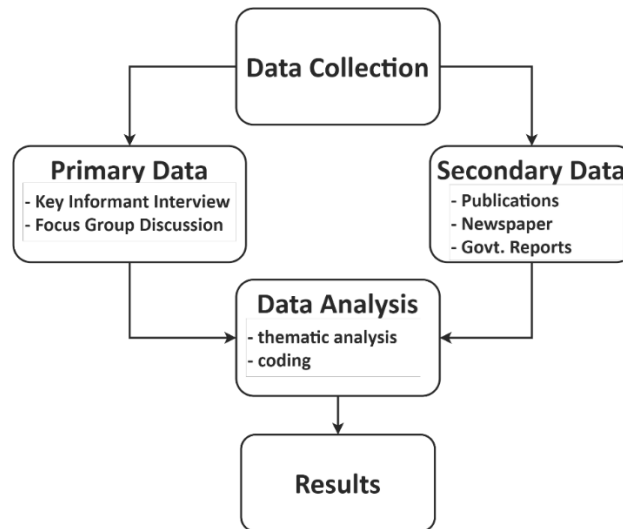 Data Collection
Primary Data
- Key Informant Interview
- Focus Group Discussion
Secondary Data
- Publications
- Newspaper
- Govt. Reports
Data Analysis
- thematic analysis
- coding
Results